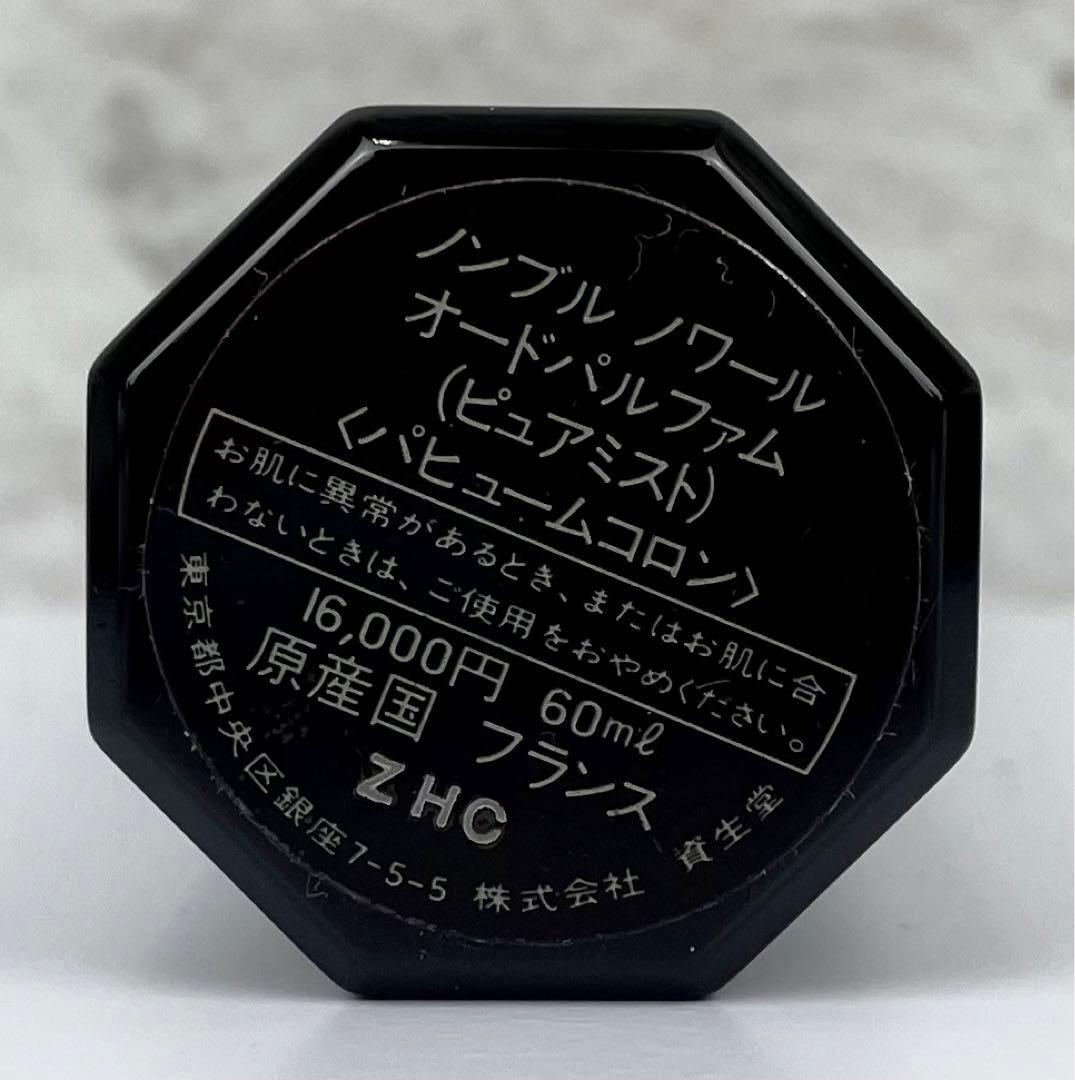 ノンブル ノワール
オードパルファム
(ピュアミスト)
<パヒュームコロン>
お肌に異常があるとき、またはお肌に合
わないときは、ご使用をおやめください。
16,000円 60ml
原産国 フランス
ZHC
東京都中央区銀座7-5-5 株式会社 資生堂